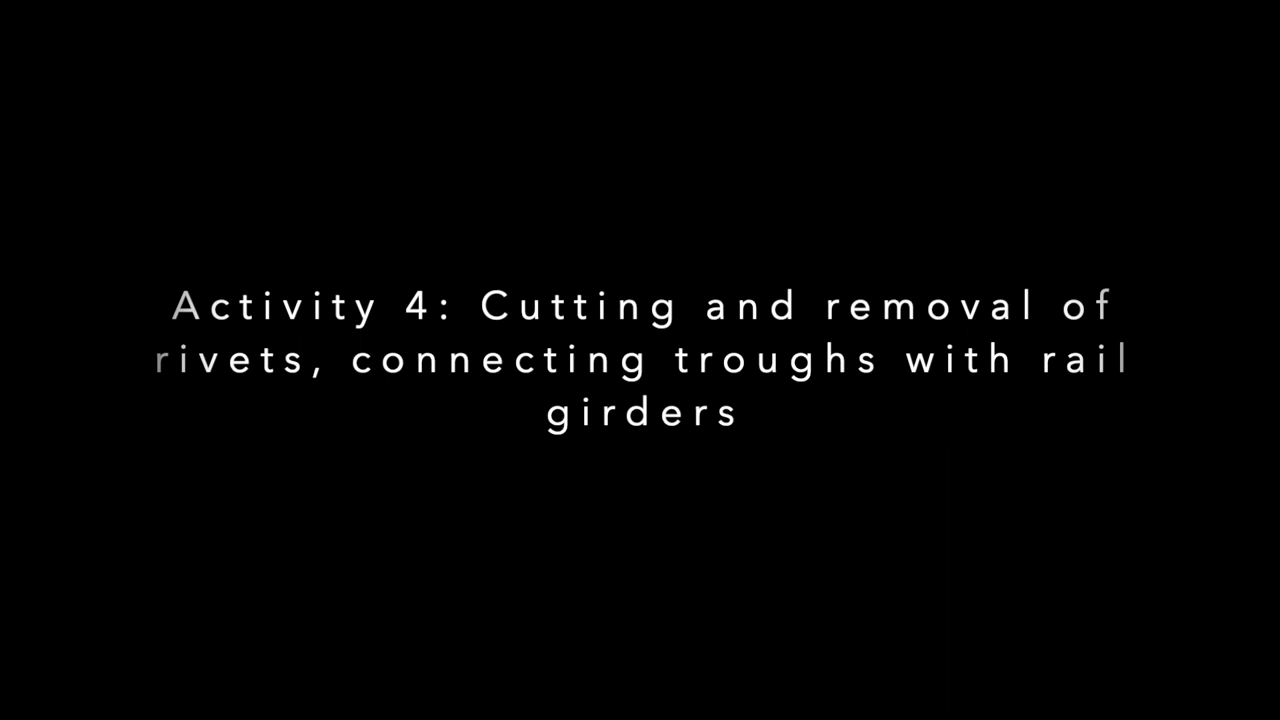 Activity 4: Cutting and removal of
rivets, connecting troughs with rail
girders